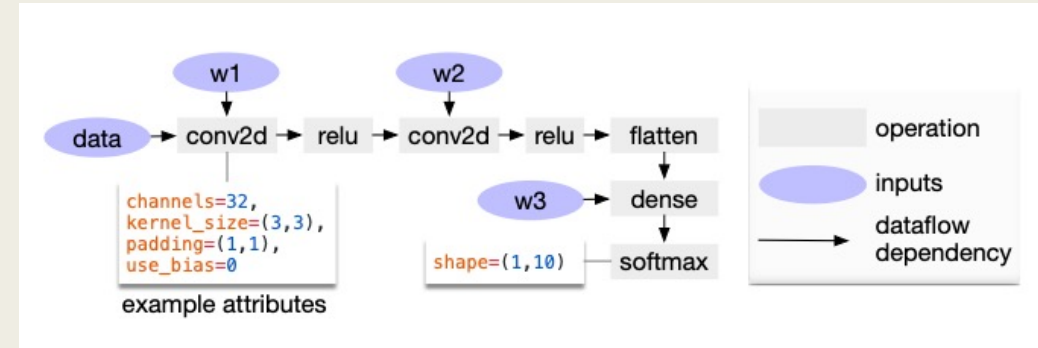 w1
w2
data
conv2d
relu
conv2d
relu
flatten
channels=32,
kernel_size=(3,3),
padding=(1,1),
use_bias=0
example attributes
w3
dense
shape=(1,10)
softmax
operation
inputs
dataflow
dependency